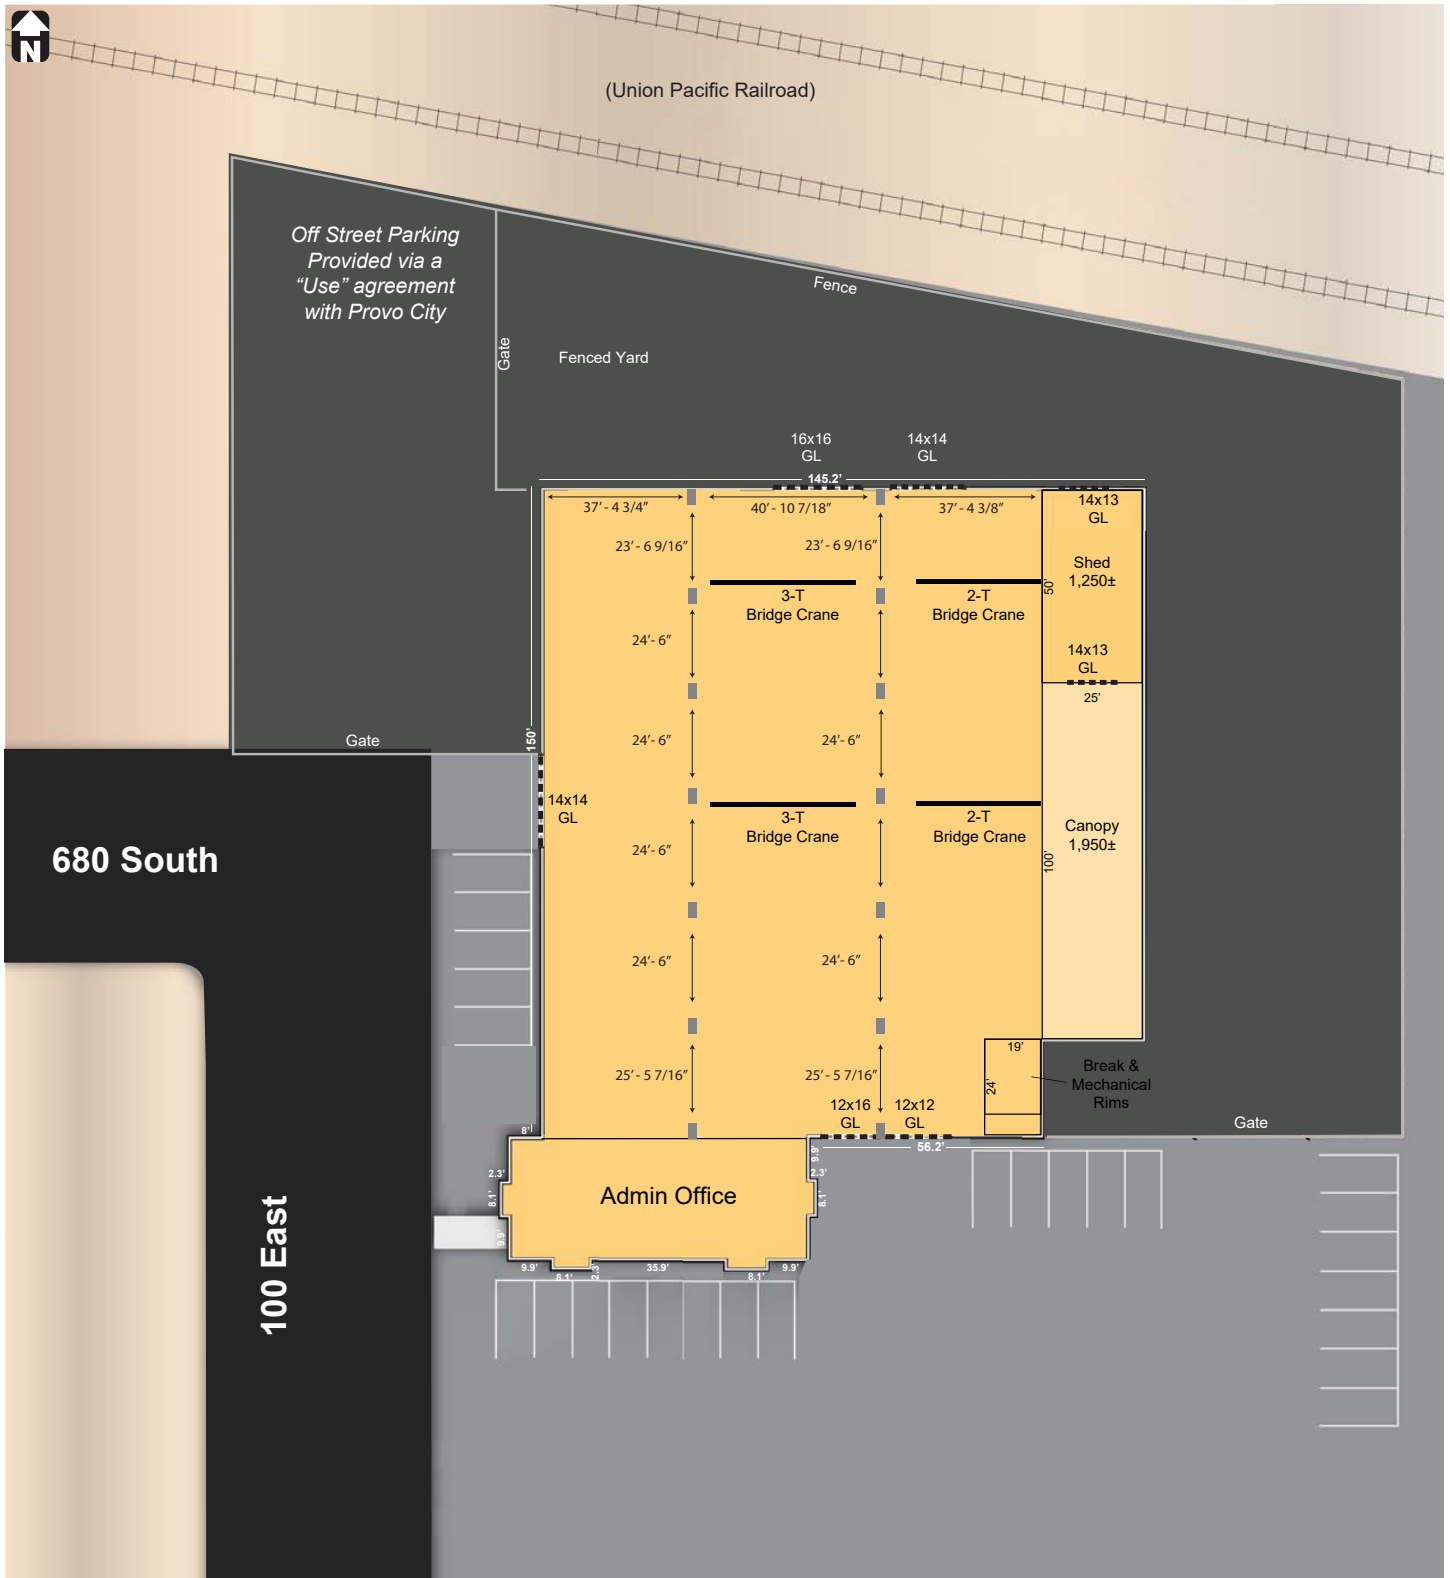 N
(Union Pacific Railroad)
Off Street Parking
Provided via a
“Use” agreement
with Provo City
Fence
Gate
Fenced Yard
16x16
GL
14x14
GL
145.2’
37’ - 4 3/4”
40’ - 10 7/18”
37’ - 4 3/8”
14x13
GL
23’ - 6 9/16”
23’ - 6 9/16”
Shed
1,250±
50’
3-T
Bridge Crane
2-T
Bridge Crane
24’- 6”
14x13
GL
25’
150’
Gate
24’- 6”
24’- 6”
14x14
GL
3-T
Bridge Crane
2-T
Bridge Crane
Canopy
1,950±
100’
680 South
24’- 6”
24’- 6”
24’- 6”
19’
24’
Break &
Mechanical
Rims
25’ - 5 7/16”
25’ - 5 7/16”
12x16
GL
12x12
GL
Gate
8’
56.2’
9.9’
2.3’
2.3’
8.1’
8.1’
Admin Office
9.9’
9.9’
8.1’
2.3’
35.9’
8.1’
9.9’
100 East